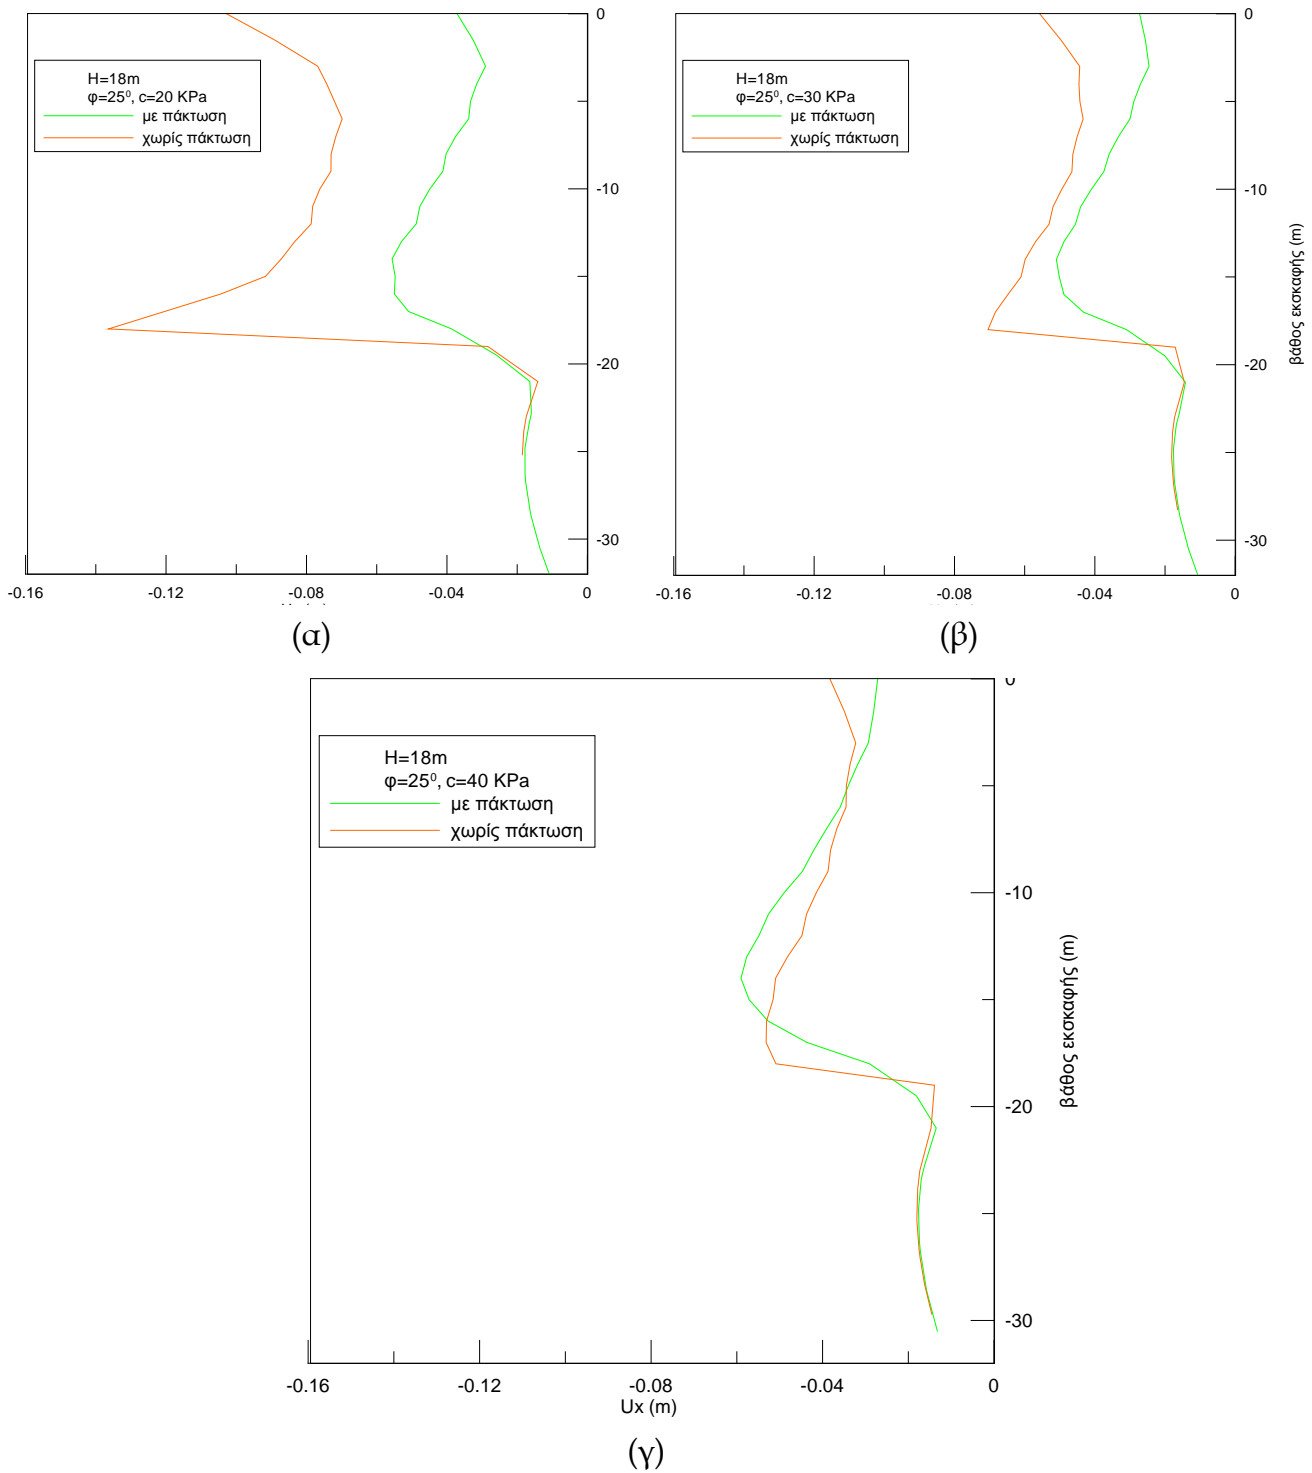 0
H=18m
φ=25⁰, c=20 KPa
με πάκτωση
χωρίς πάκτωση
-10
-20
-30
-0.16
-0.12
-0.08
-0.04
0
(α)
0
H=18m
φ=25⁰, c=30 KPa
με πάκτωση
χωρίς πάκτωση
-10
βάθος εκσκαφής (m)
-20
-30
-0.16
-0.12
-0.08
-0.04
0
(β)
0
H=18m
φ=25⁰, c=40 KPa
με πάκτωση
χωρίς πάκτωση
-10
βάθος εκσκαφής (m)
-20
-30
-0.16
-0.12
-0.08
-0.04
0
Ux (m)
(γ)